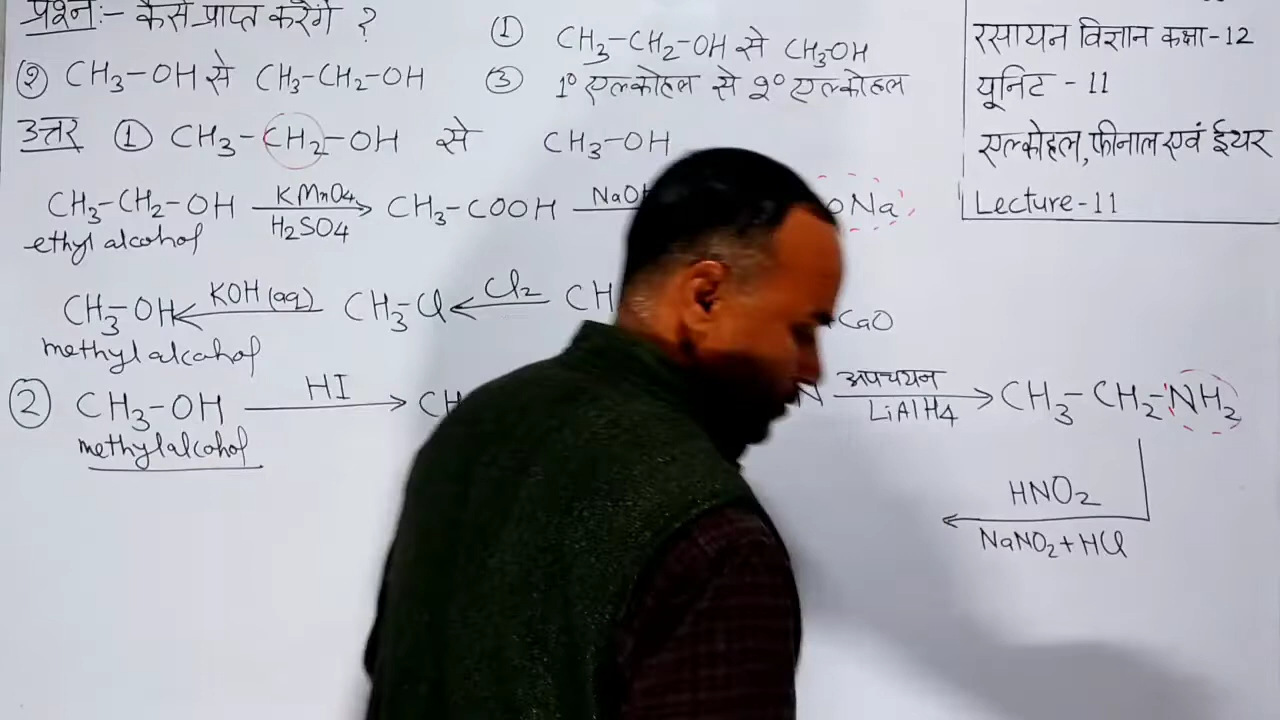 प्रश्न:- कैसे प्राप्त करेंगे ?
① CH₃-CH₂-OH से CH₃OH
② CH₃-OH से CH₃-CH₂-OH
③ 1° एल्कोहल से 2° एल्कोहल
उत्तर ① CH₃-CH₂-OH से CH₃-OH
CH₃-CH₂-OH KMnO₄ H₂SO₄ → CH₃-COOH NaOH ONa
ethyl alcohol
CH₃-OH ← KOH(aq) CH₃-Cl ← Cl₂ CH +CaO
methyl alcohol
② CH₃-OH HI → CH N अपचयन LiAlH₄ → CH₃-CH₂-NH₂
methyl alcohol
HNO₂
NaNO₂+HCl
रसायन विज्ञान कक्षा-12
यूनिट - 11
एल्कोहल, फीनाल एवं ईथर
Lecture-11